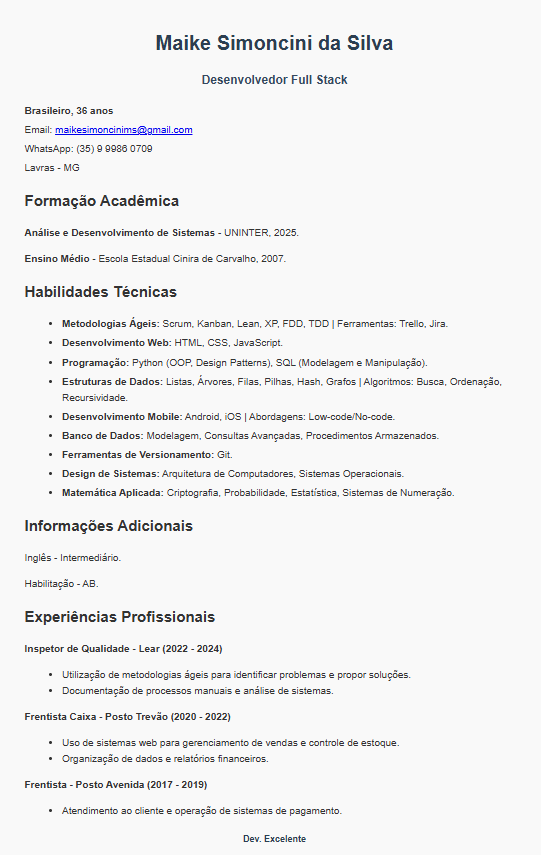 Maike Simoncini da Silva
Desenvolvedor Full Stack
Brasileiro, 36 anos
Email: maikesimoncinims@gmail.com
WhatsApp: (35) 9 9986 0709
Lavras - MG
Formação Acadêmica
Análise e Desenvolvimento de Sistemas - UNINTER, 2025.
Ensino Médio - Escola Estadual Cinira de Carvalho, 2007.
Habilidades Técnicas
• Metodologias Ágeis: Scrum, Kanban, Lean, XP, FDD, TDD | Ferramentas: Trello, Jira.
• Desenvolvimento Web: HTML, CSS, JavaScript.
• Programação: Python (OOP, Design Patterns), SQL (Modelagem e Manipulação).
• Estruturas de Dados: Listas, Árvores, Filas, Pilhas, Hash, Grafos | Algoritmos: Busca, Ordenação,
Recursividade.
• Desenvolvimento Mobile: Android, iOS | Abordagens: Low-code/No-code.
• Banco de Dados: Modelagem, Consultas Avançadas, Procedimentos Armazenados.
• Ferramentas de Versionamento: Git.
• Design de Sistemas: Arquitetura de Computadores, Sistemas Operacionais.
• Matemática Aplicada: Criptografia, Probabilidade, Estatística, Sistemas de Numeração.
Informações Adicionais
Inglês - Intermediário.
Habilitação - AB.
Experiências Profissionais
Inspetor de Qualidade - Lear (2022 - 2024)
• Utilização de metodologias ágeis para identificar problemas e propor soluções.
• Documentação de processos manuais e análise de sistemas.
Frentista Caixa - Posto Trevão (2020 - 2022)
• Uso de sistemas web para gerenciamento de vendas e controle de estoque.
• Organização de dados e relatórios financeiros.
Frentista - Posto Avenida (2017 - 2019)
• Atendimento ao cliente e operação de sistemas de pagamento.
Dev. Excelente